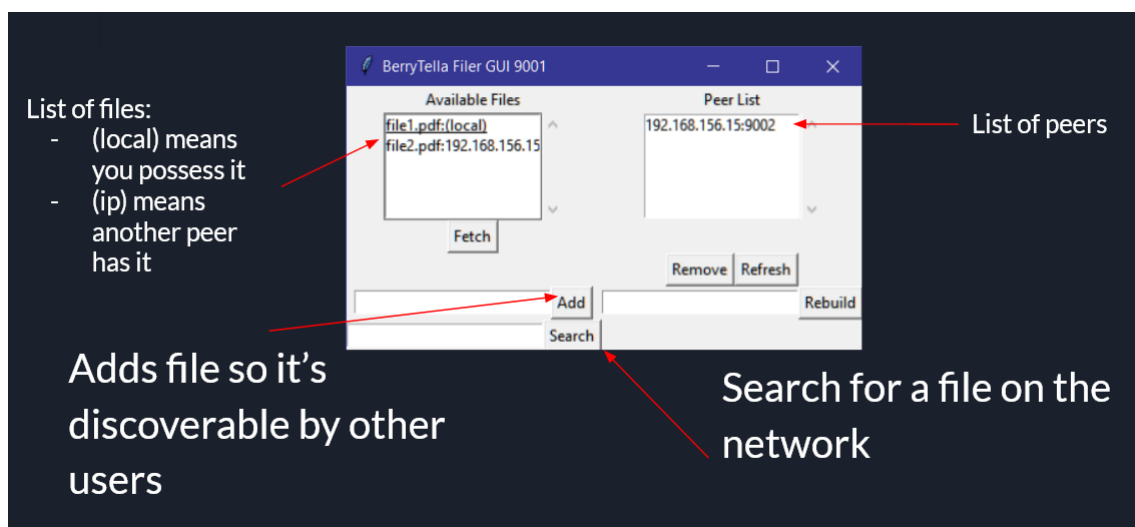 BerryTella Filer GUI 9001
List of files:
- (local) means
you possess it
- (ip) means
another peer
has it
Available Files
file1.pdf:(local)
file2.pdf:192.168.156.15
Fetch
Peer List
192.168.156.15:9002
List of peers
Remove Refresh
Add
Rebuild
Search
Adds file so it's
discoverable by other
users
Search for a file on the
network